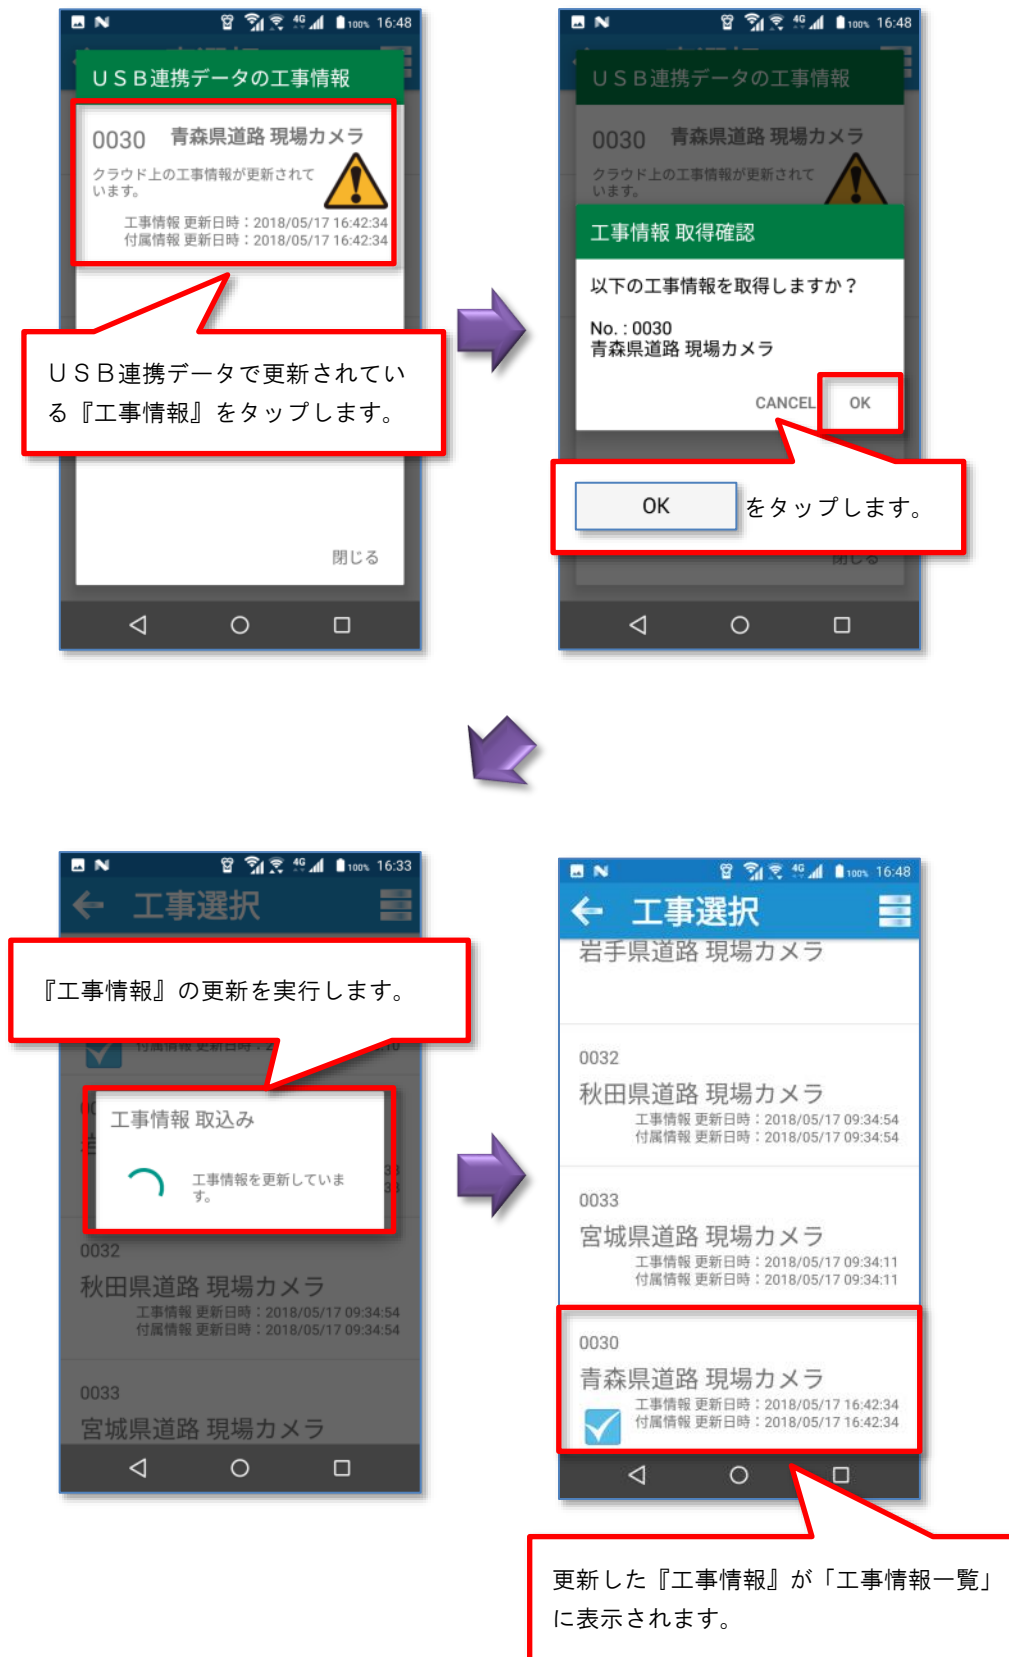 4G 100% 16:48
USB連携データの工事情報
0030 青森県道路 現場カメラ
クラウド上の工事情報が更新されて
います。
工事情報 更新日時：2018/05/17 16:42:34
付属情報 更新日時：2018/05/17 16:42:34
ＵＳＢ連携データで更新されてい
る『工事情報』をタップします。
閉じる
4G 100% 16:48
ＵＳＢ連携データの工事情報
0030 青森県道路 現場カメラ
クラウド上の工事情報が更新されて
います。
工事情報 取得確認
以下の工事情報を取得しますか？
No. : 0030
青森県道路 現場カメラ
CANCEL OK
OK をタップします。
閉じる
4G 100% 16:33
工事選択
『工事情報』の更新を実行します。
工事情報 取込み
工事情報を更新していま
す。
0032
秋田県道路 現場カメラ
工事情報 更新日時：2018/05/17 09:34:54
付属情報 更新日時：2018/05/17 09:34:54
0033
宮城県道路 現場カメラ
4G 100% 16:48
工事選択
岩手県道路 現場カメラ
0032
秋田県道路 現場カメラ
工事情報 更新日時：2018/05/17 09:34:54
付属情報 更新日時：2018/05/17 09:34:54
0033
宮城県道路 現場カメラ
工事情報 更新日時：2018/05/17 09:34:11
付属情報 更新日時：2018/05/17 09:34:11
0030
青森県道路 現場カメラ
工事情報 更新日時：2018/05/17 16:42:34
付属情報 更新日時：2018/05/17 16:42:34
更新した『工事情報』が「工事情報一覧」
に表示されます。